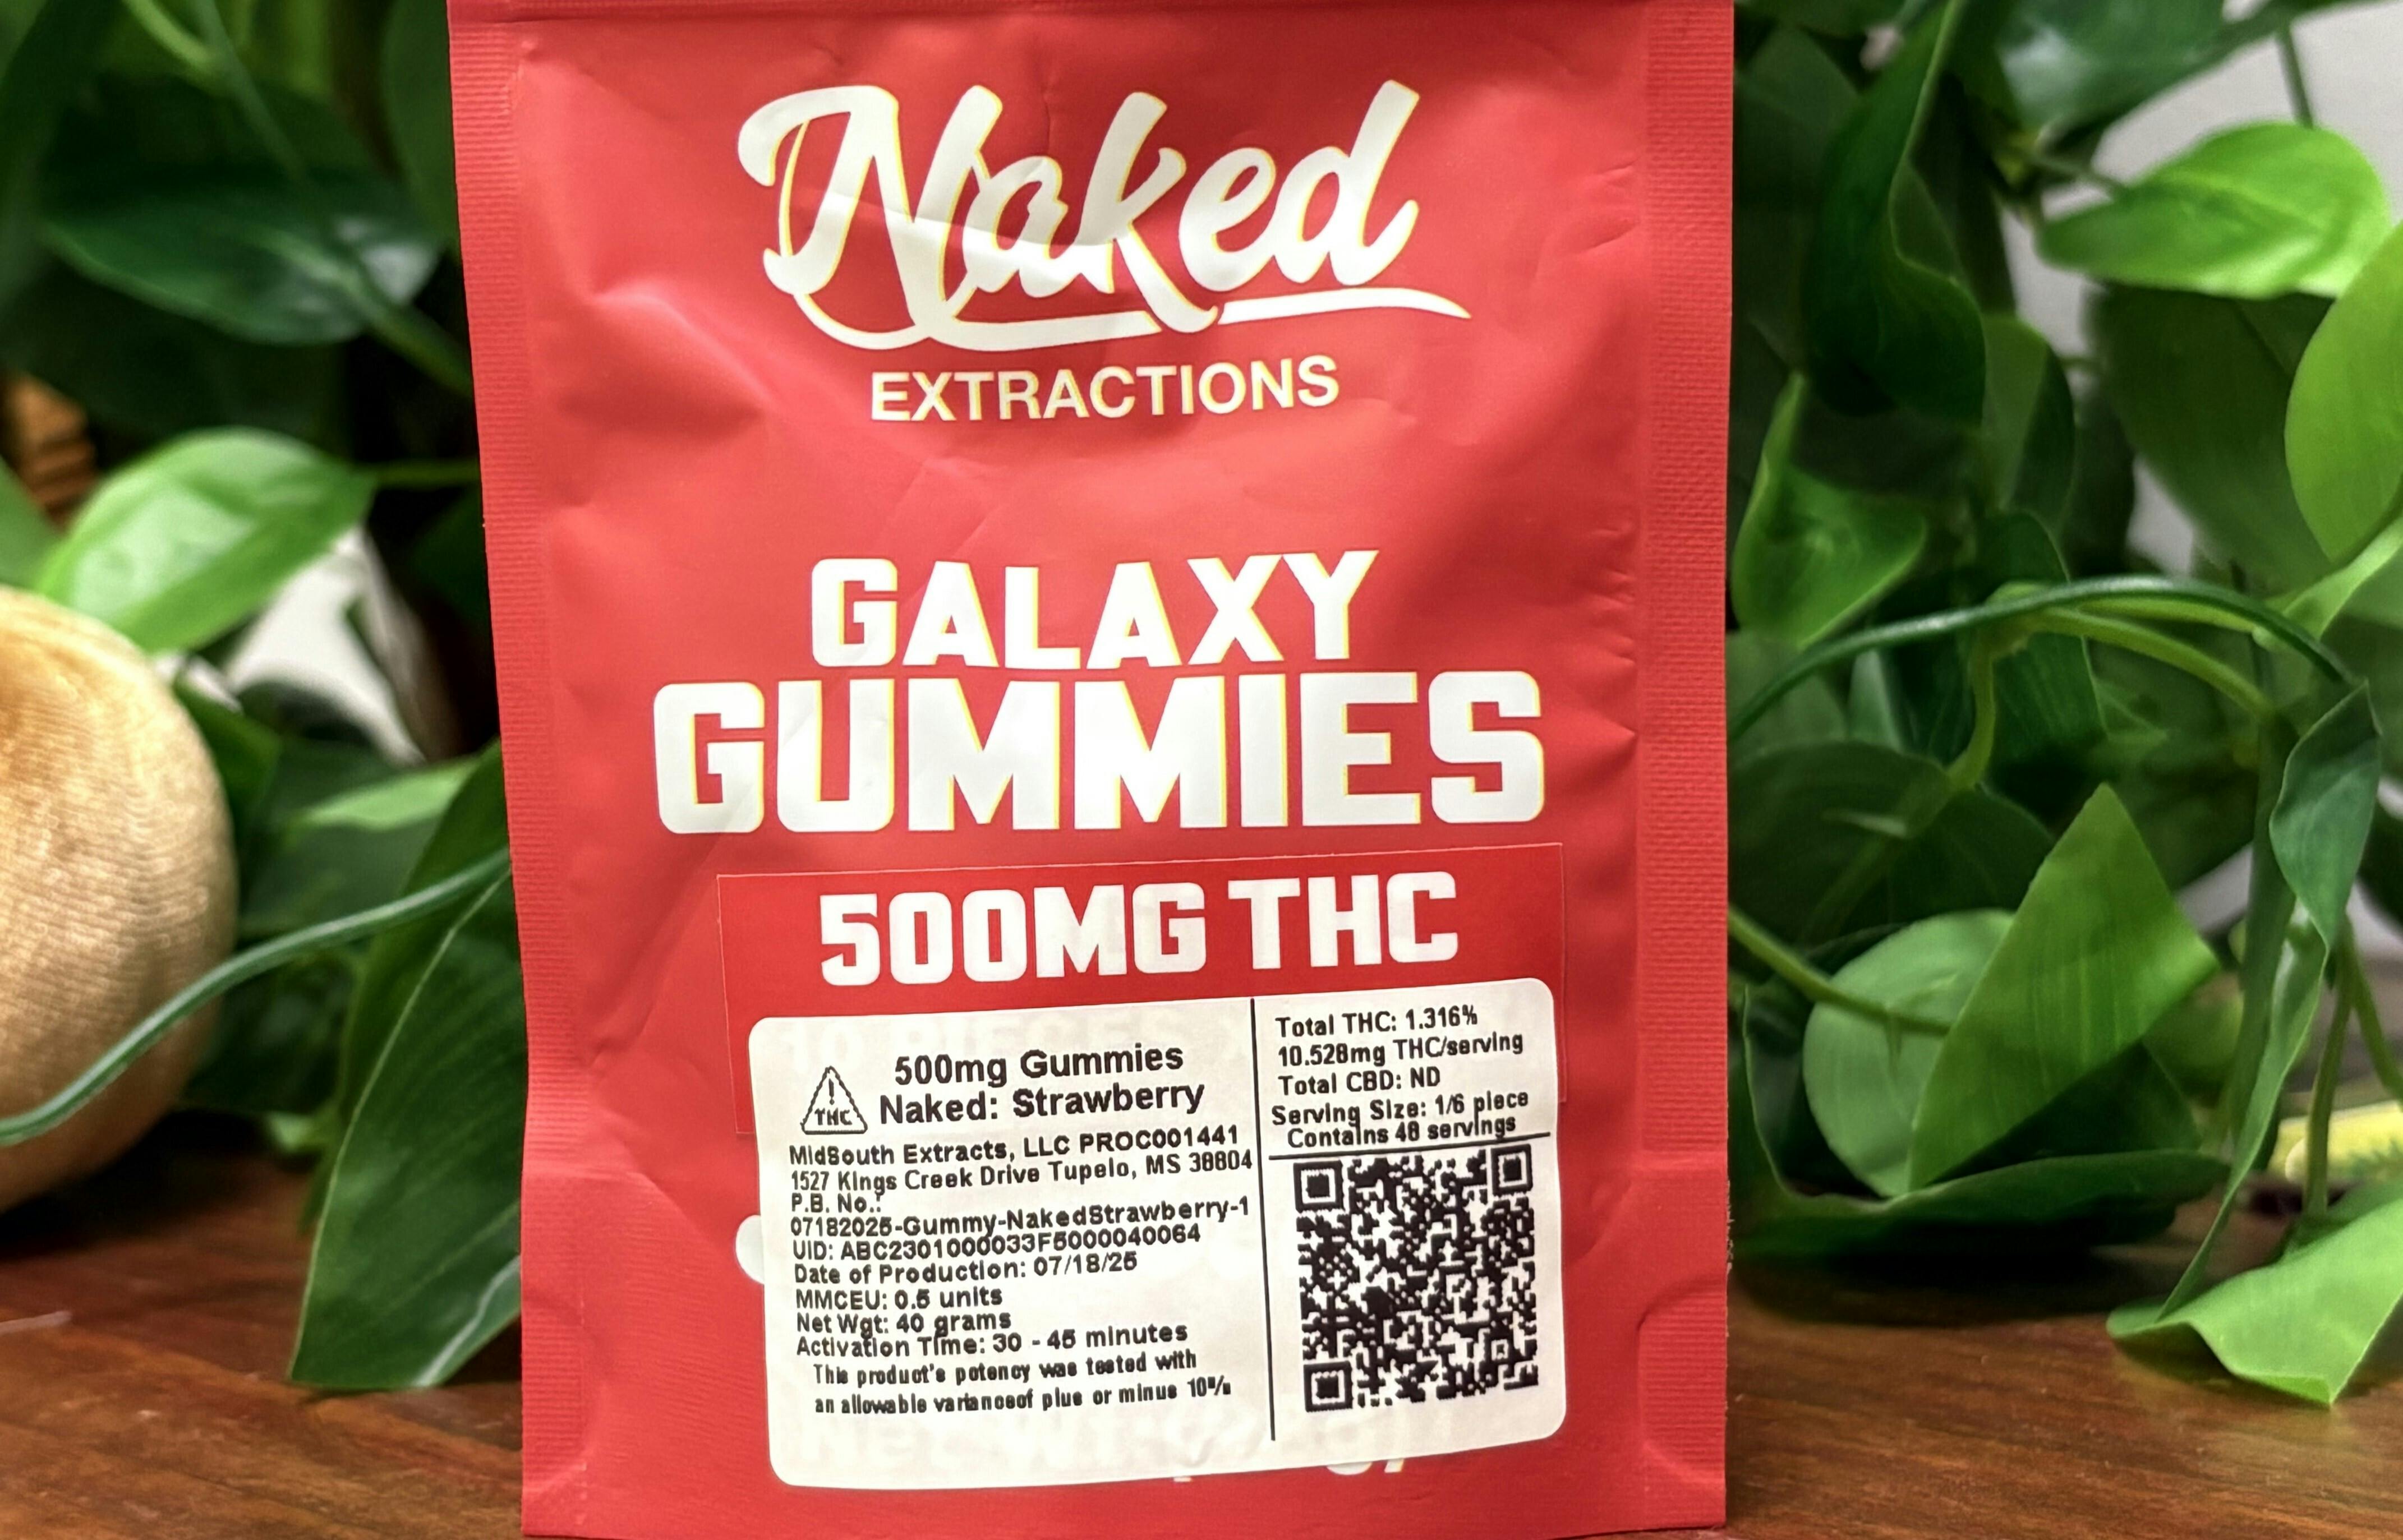 Naked
EXTRACTIONS
GALAXY
GUMMIES
500MG THC
THC
500mg Gummies
Naked: Strawberry
MidSouth Extracts, LLC PROC001441
1527 Kings Creek Drive Tupelo, MS 38804
P.B. No.:
07182025-Gummy-NakedStrawberry-1
UID: ABC2301000033F5000040064
Date of Production: 07/18/25
MMCEU: 0.5 units
Net Wgt: 40 grams
Activation Time: 30 - 45 minutes
This product's potency was tested with
an allowable varianceof plus or minus 10%
Total THC: 1.316%
10.528mg THC/serving
Total CBD: ND
Serving Size: 1/6 piece
Contains 48 servings